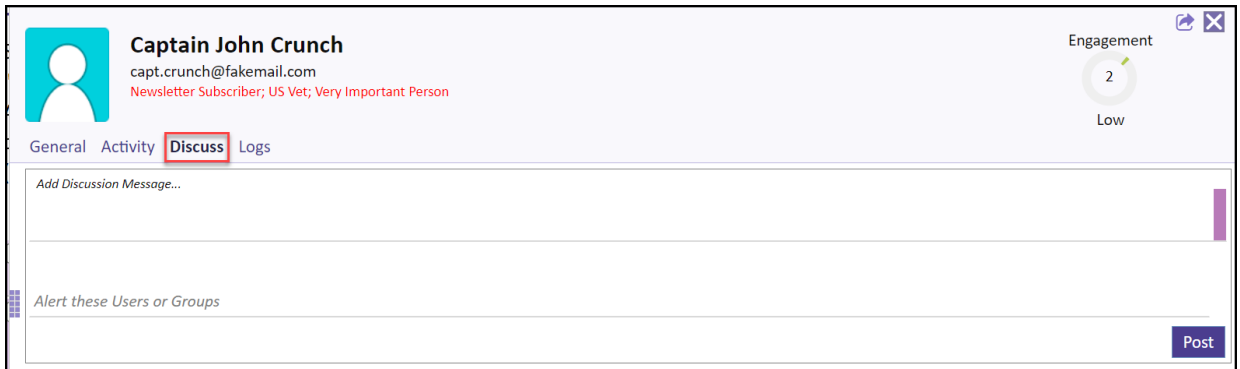 Captain John Crunch
capt.crunch@fakemail.com
Newsletter Subscriber; US Vet; Very Important Person
Engagement
2
Low
General Activity Discuss Logs
Add Discussion Message...
Alert these Users or Groups
Post